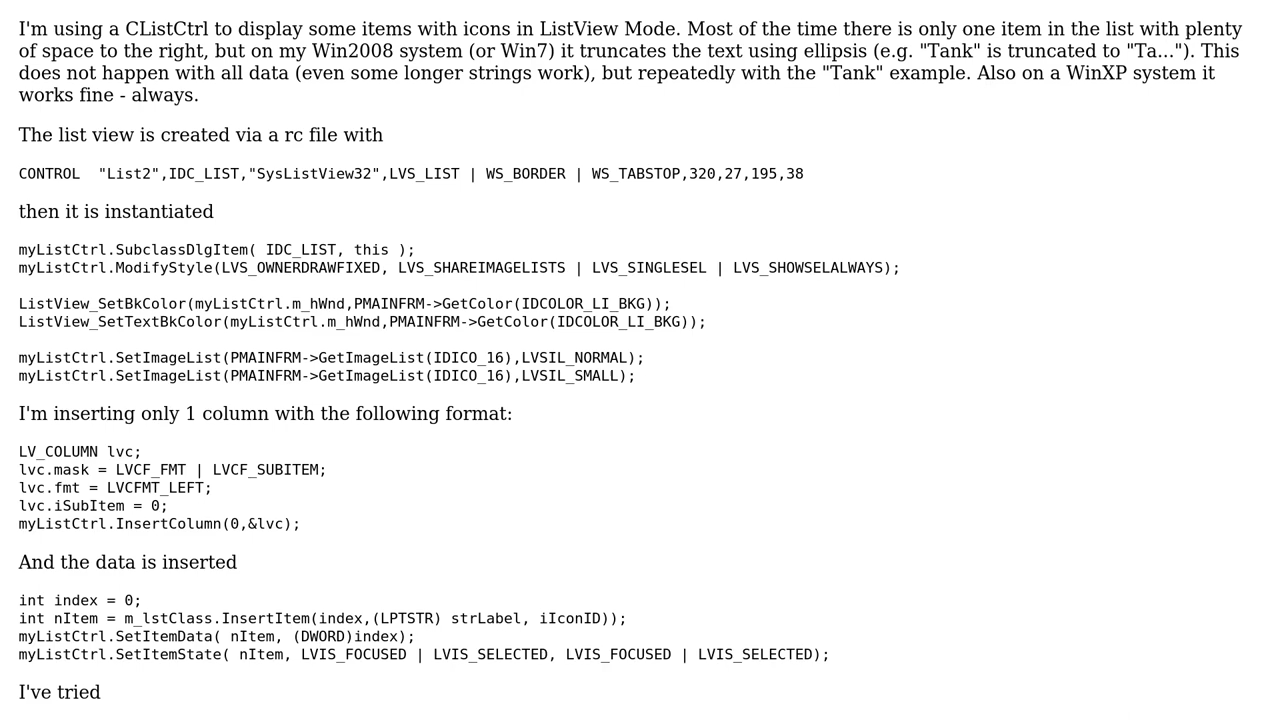 I'm using a CListCtrl to display some items with icons in ListView Mode. Most of the time there is only one item in the list with plenty
of space to the right, but on my Win2008 system (or Win7) it truncates the text using ellipsis (e.g. "Tank" is truncated to "Ta..."). This
does not happen with all data (even some longer strings work), but repeatedly with the "Tank" example. Also on a WinXP system it
works fine - always.
The list view is created via a rc file with
CONTROL  "List2",IDC_LIST,"SysListView32",LVS_LIST | WS_BORDER | WS_TABSTOP,320,27,195,38
then it is instantiated
myListCtrl.SubclassDlgItem( IDC_LIST, this );
myListCtrl.ModifyStyle(LVS_OWNERDRAWFIXED, LVS_SHAREIMAGELISTS | LVS_SINGLESEL | LVS_SHOWSELALWAYS);
ListView_SetBkColor(myListCtrl.m_hWnd,PMAINFRM->GetColor(IDCOLOR_LI_BKG));
ListView_SetTextBkColor(myListCtrl.m_hWnd,PMAINFRM->GetColor(IDCOLOR_LI_BKG));
myListCtrl.SetImageList(PMAINFRM->GetImageList(IDICO_16),LVSIL_NORMAL);
myListCtrl.SetImageList(PMAINFRM->GetImageList(IDICO_16),LVSIL_SMALL);
I'm inserting only 1 column with the following format:
LV_COLUMN lvc;
lvc.mask = LVCF_FMT | LVCF_SUBITEM;
lvc.fmt = LVCFMT_LEFT;
lvc.iSubItem = 0;
myListCtrl.InsertColumn(0,&lvc);
And the data is inserted
int index = 0;
int nItem = m_lstClass.InsertItem(index,(LPTSTR) strLabel, iIconID));
myListCtrl.SetItemData( nItem, (DWORD)index);
myListCtrl.SetItemState( nItem, LVIS_FOCUSED | LVIS_SELECTED, LVIS_FOCUSED | LVIS_SELECTED);
I've tried